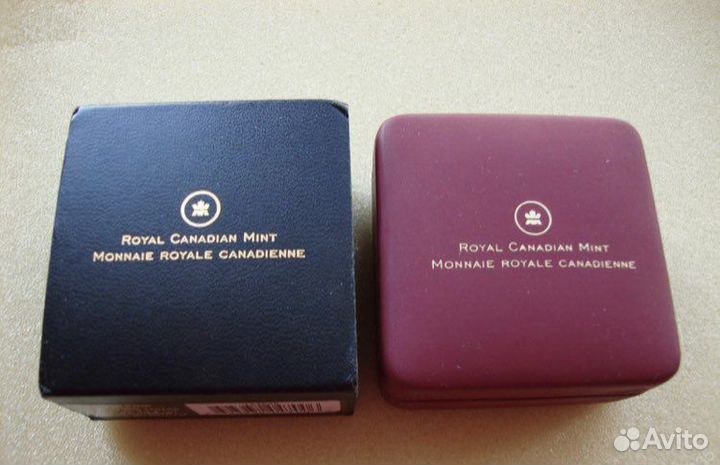 ROYAL CANADIAN MINT
MONNAIE ROYALE CANADIENNE
ROYAL CANADIAN MINT
MONNAIE ROYALE CANADIENNE
Avito